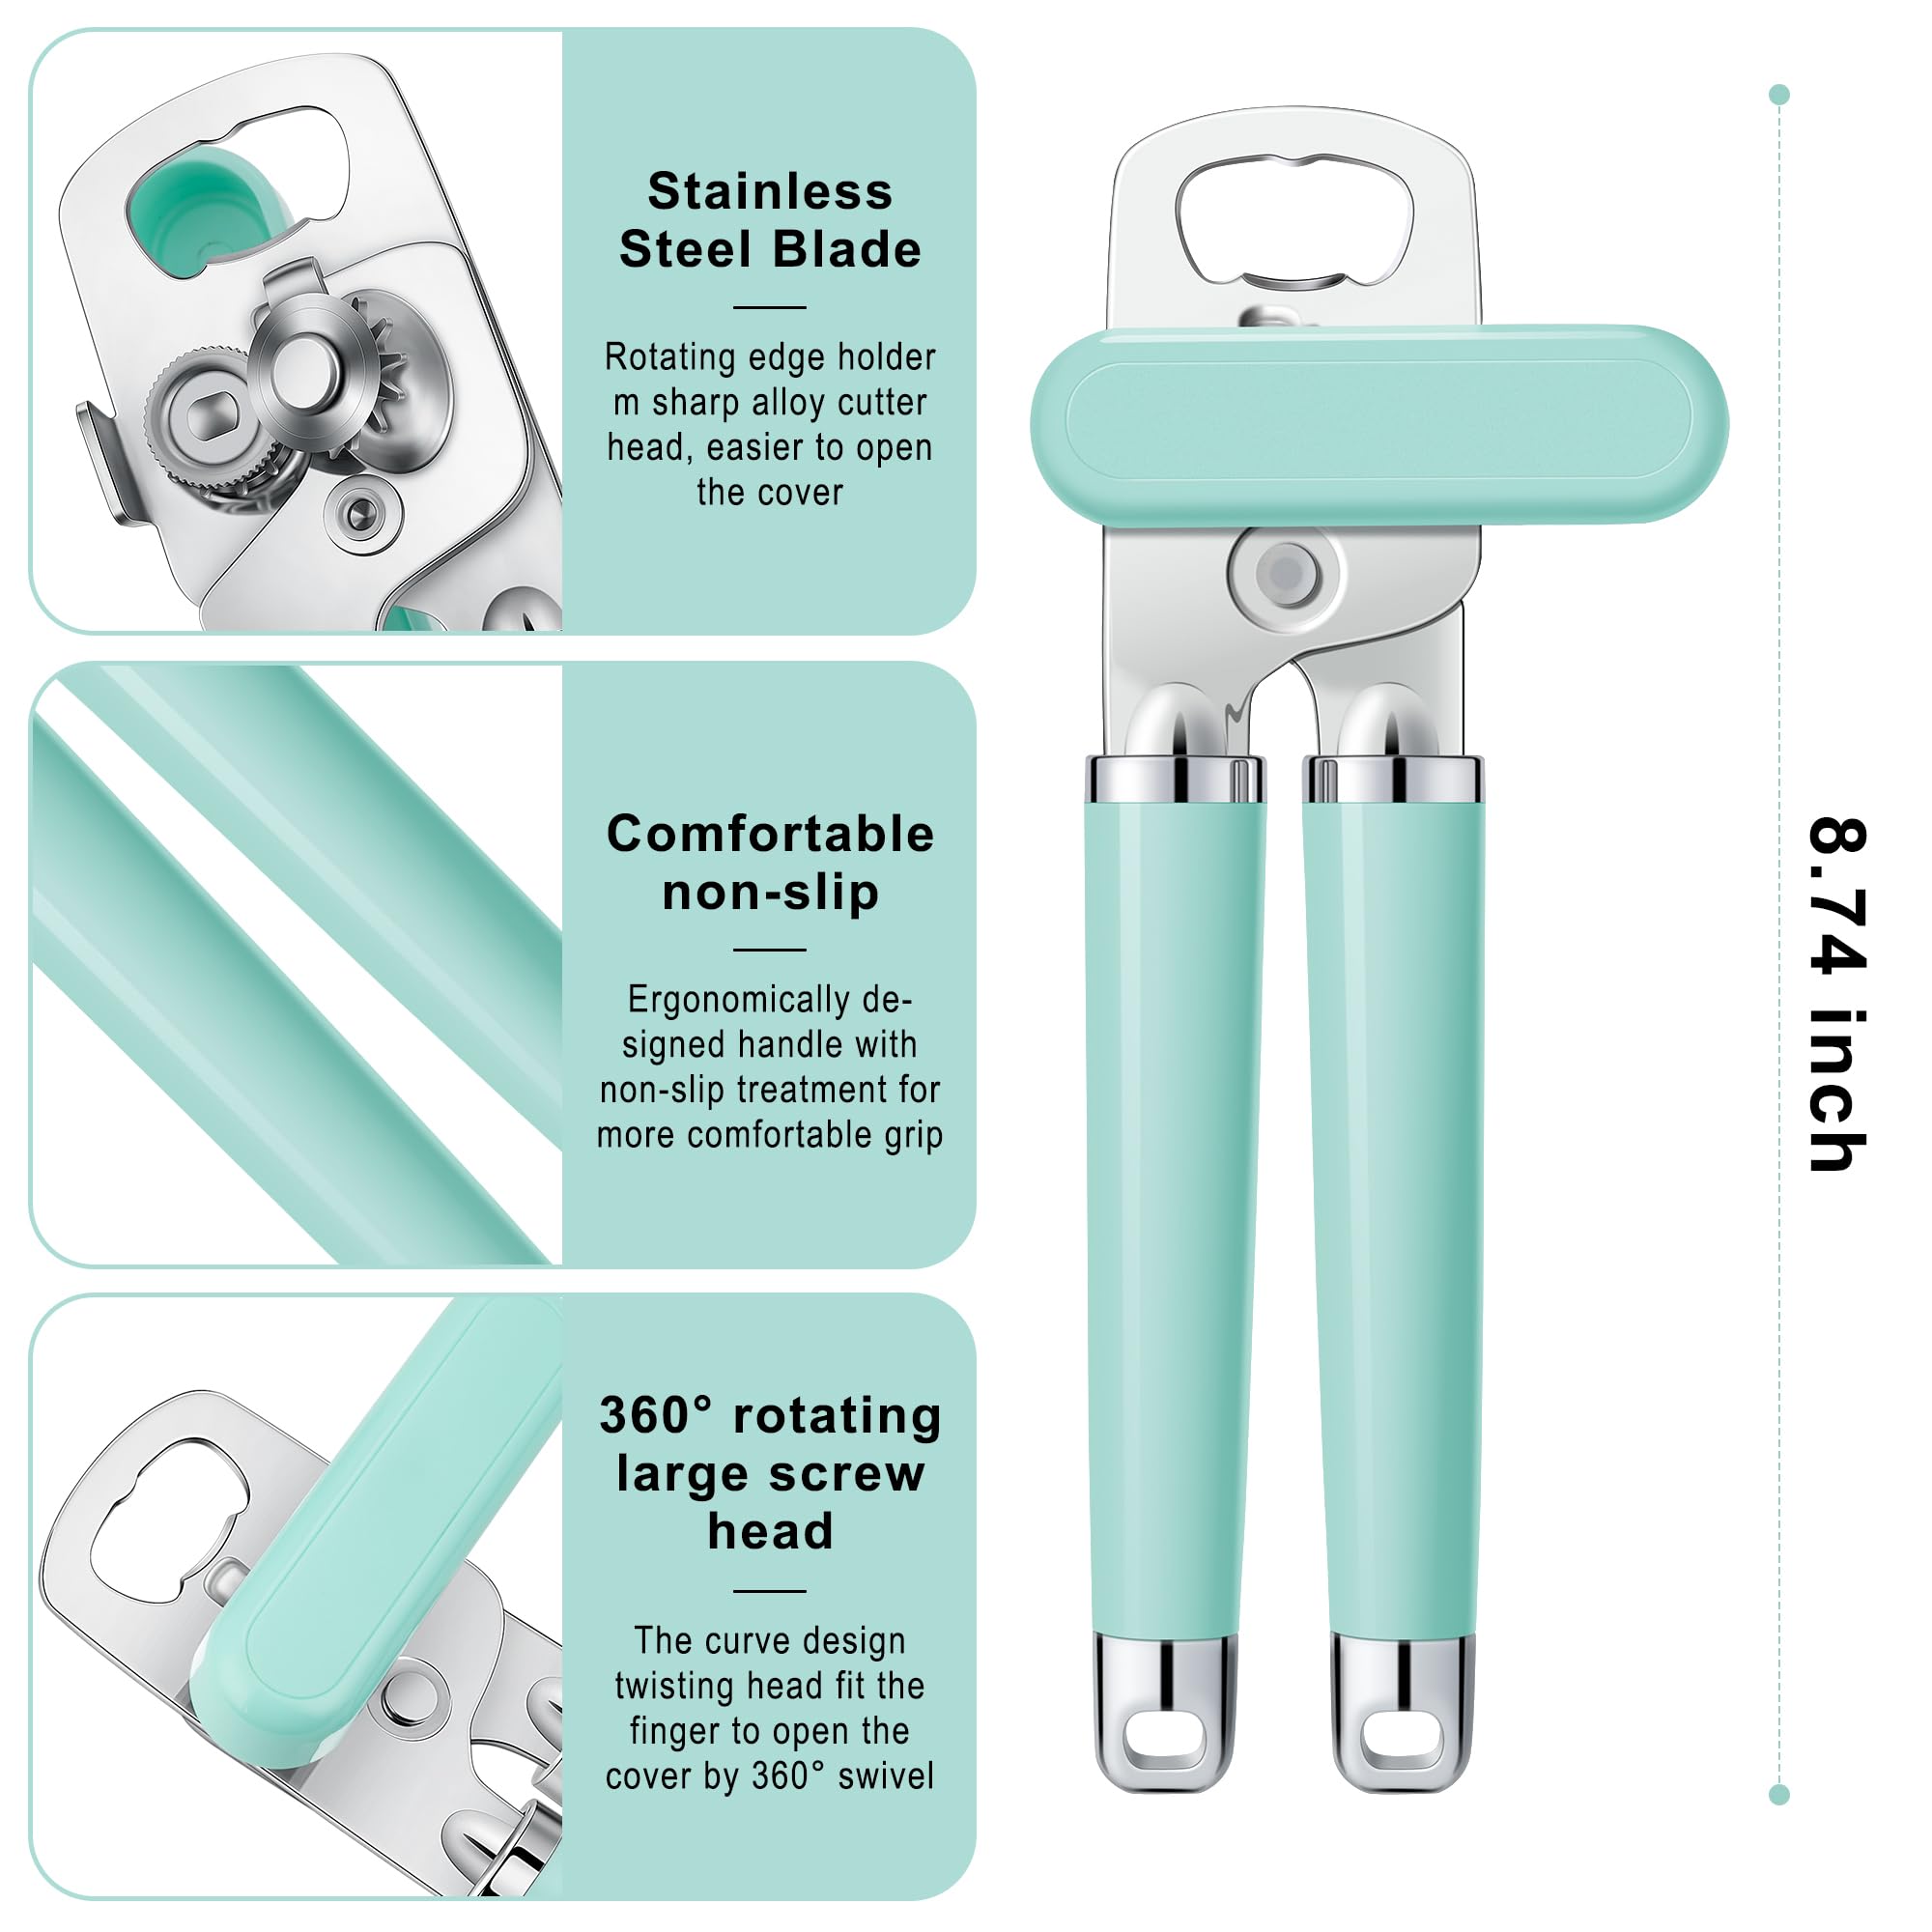 Stainless
Steel Blade
Rotating edge holder
m sharp alloy cutter
head, easier to open
the cover
Comfortable
non-slip
Ergonomically de-
signed handle with
non-slip treatment for
more comfortable grip
360° rotating
large screw
head
The curve design
twisting head fit the
finger to open the
cover by 360° swivel
8.74 inch